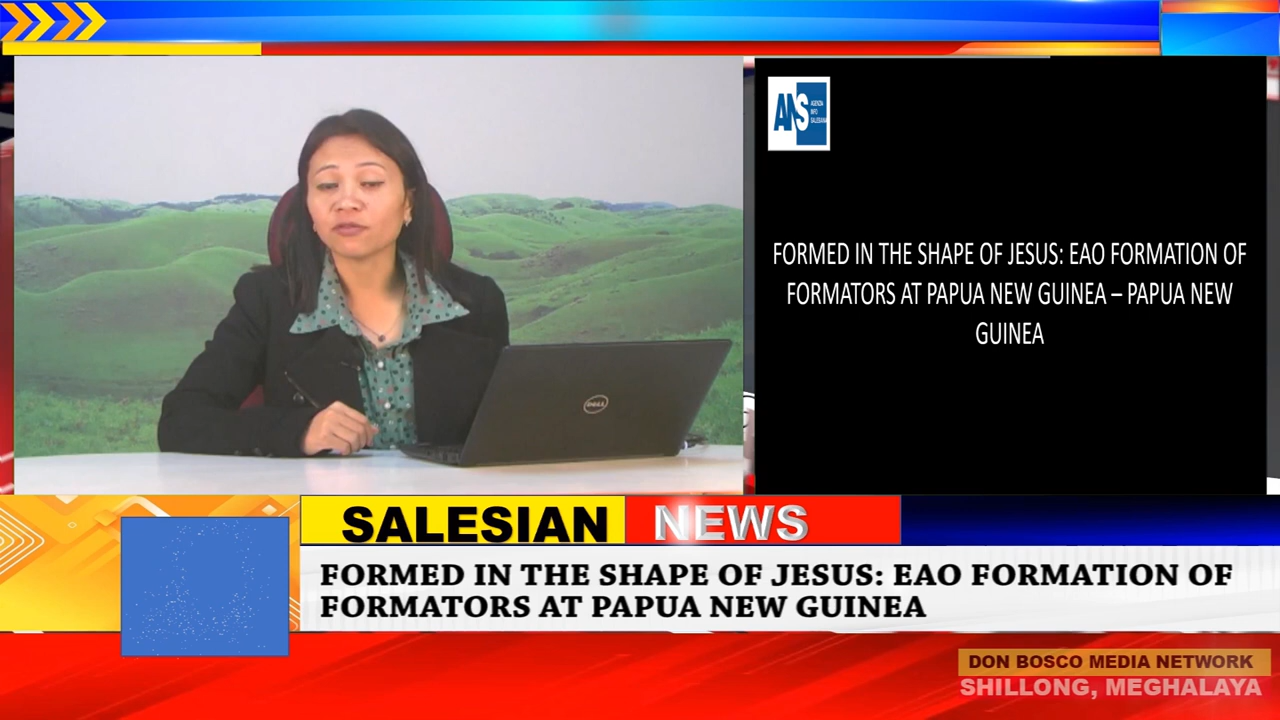 ANS
AGENZIA
INFO
SALESIANA
FORMED IN THE SHAPE OF JESUS: EAO FORMATION OF
FORMATORS AT PAPUA NEW GUINEA – PAPUA NEW
GUINEA
DELL
SALESIAN NEWS
FORMED IN THE SHAPE OF JESUS: EAO FORMATION OF
FORMATORS AT PAPUA NEW GUINEA
DON BOSCO MEDIA NETWORK
SHILLONG, MEGHALAYA